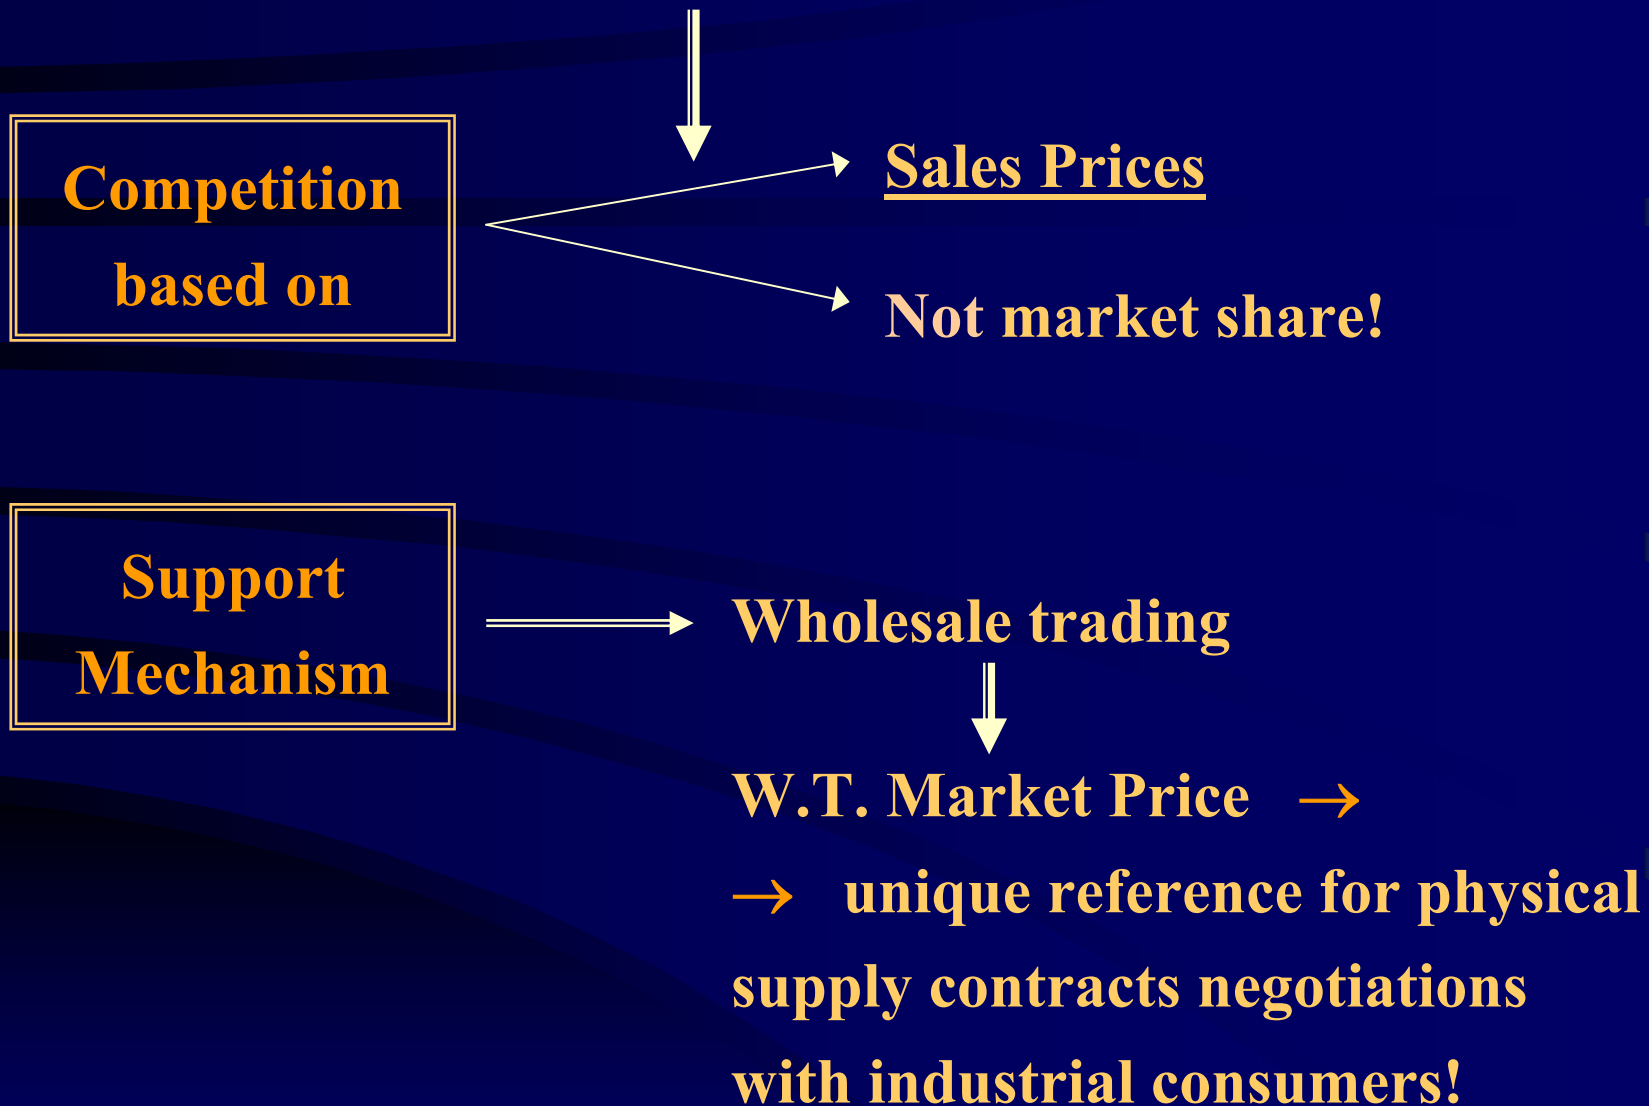 Competition
based on
Sales Prices
Not market share!
Support
Mechanism
Wholesale trading
W.T. Market Price →
→ unique reference for physical
supply contracts negotiations
with industrial consumers!